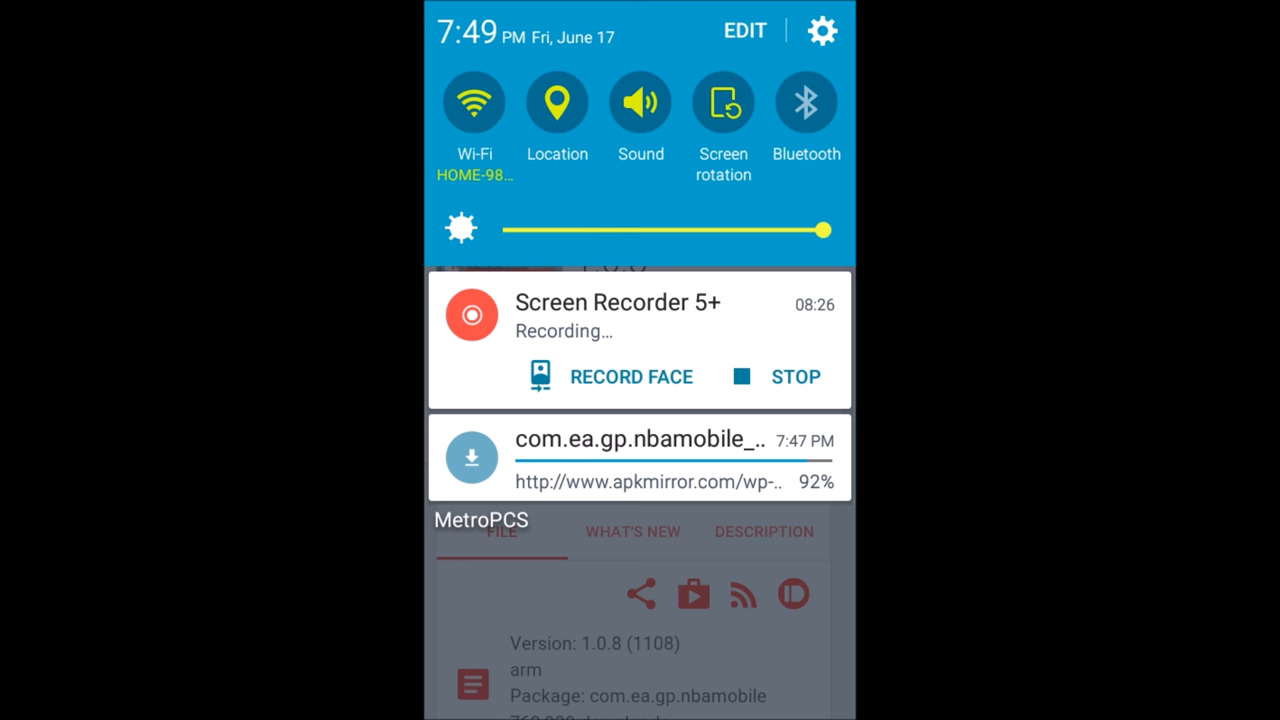 7:49 PM Fri, June 17 EDIT
Wi-Fi Location Sound Screen rotation Bluetooth
HOME-98...
Screen Recorder 5+ 08:26
Recording...
RECORD FACE STOP
com.ea.gp.nbamobile_.. 7:47 PM
http://www.apkmirror.com/wp-.. 92%
MetroPCS
FILE WHAT'S NEW DESCRIPTION
Version: 1.0.8 (1108)
arm
Package: com.ea.gp.nbamobile